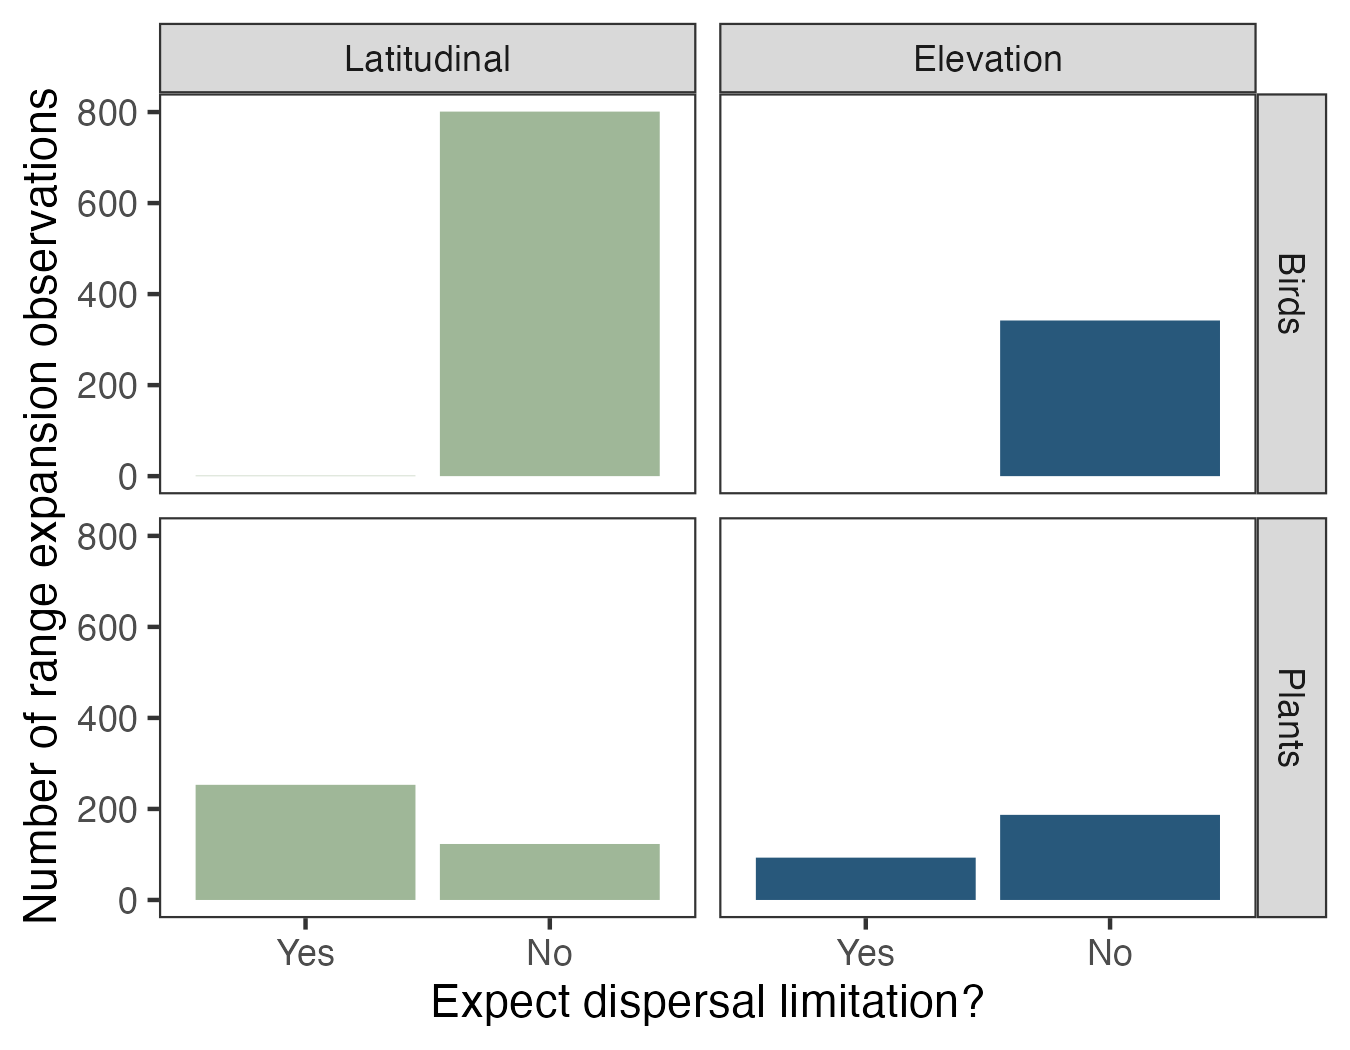 Latitudinal
Elevation
Number of range expansion observations
800
600
400
200
0
Birds
800
600
400
200
0
Plants
Yes
No
Yes
No
Expect dispersal limitation?